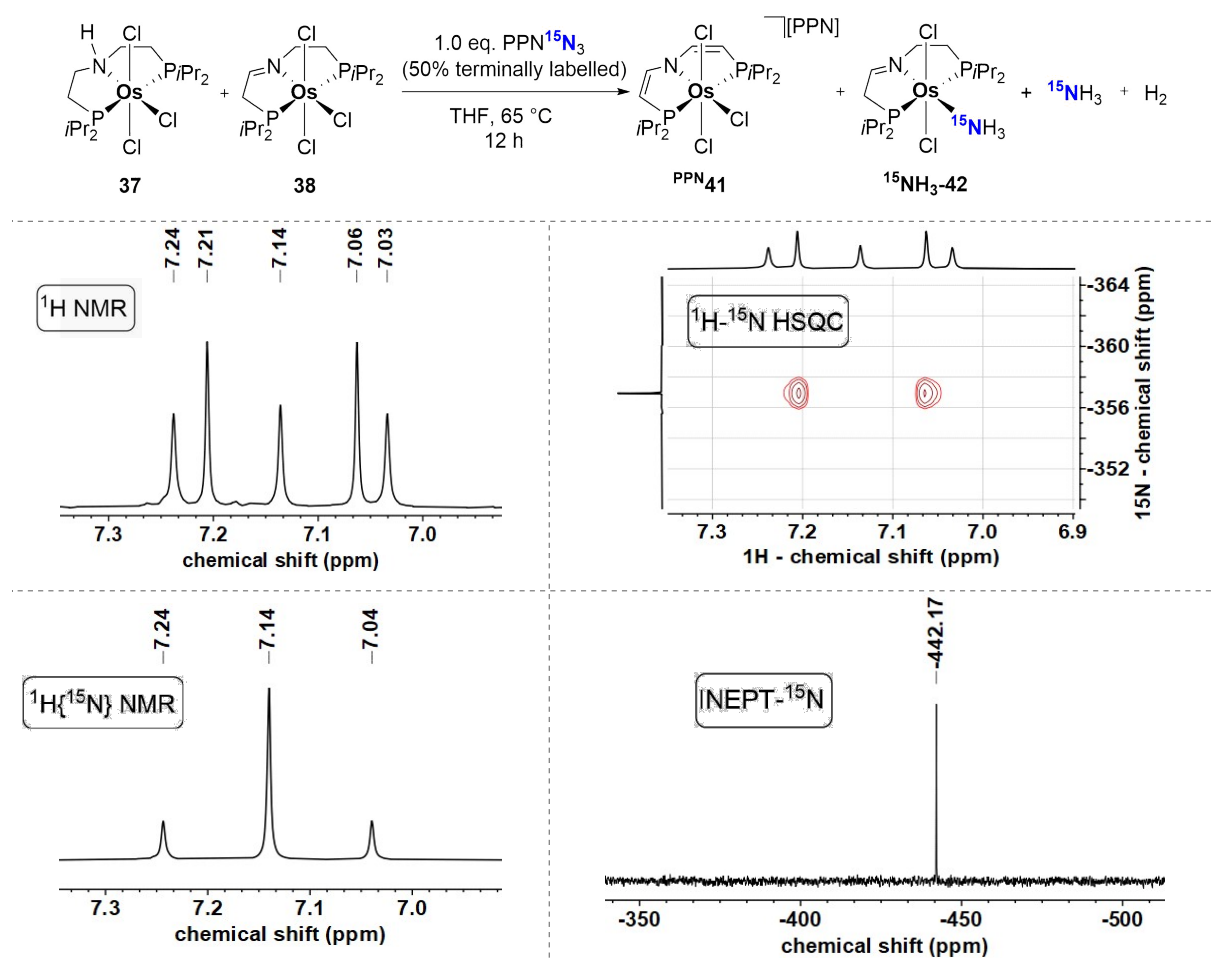 H
Cl
N
PiPr2
Os
P
iPr2
Cl
Cl
37
+
Cl
N
PiPr2
Os
P
iPr2
Cl
Cl
38
1.0 eq. PPN15N3
(50% terminally labelled)
THF, 65 °C
12 h
Cl
][PPN]
N
PiPr2
Os
P
iPr2
Cl
Cl
PPN41
+
Cl
N
PiPr2
Os
P
iPr2
15NH3
Cl
15NH3-42
+ 15NH3 + H2
7.24
7.21
7.14
7.06
7.03
1H NMR
7.3 7.2 7.1 7.0
chemical shift (ppm)
1H-15N HSQC
-364
-360
-356
-352
15N - chemical shift (ppm)
7.3 7.2 7.1 7.0 6.9
1H - chemical shift (ppm)
7.24
7.14
7.04
1H{15N} NMR
7.3 7.2 7.1 7.0
chemical shift (ppm)
-442.17
INEPT-15N
-350 -400 -450 -500
chemical shift (ppm)